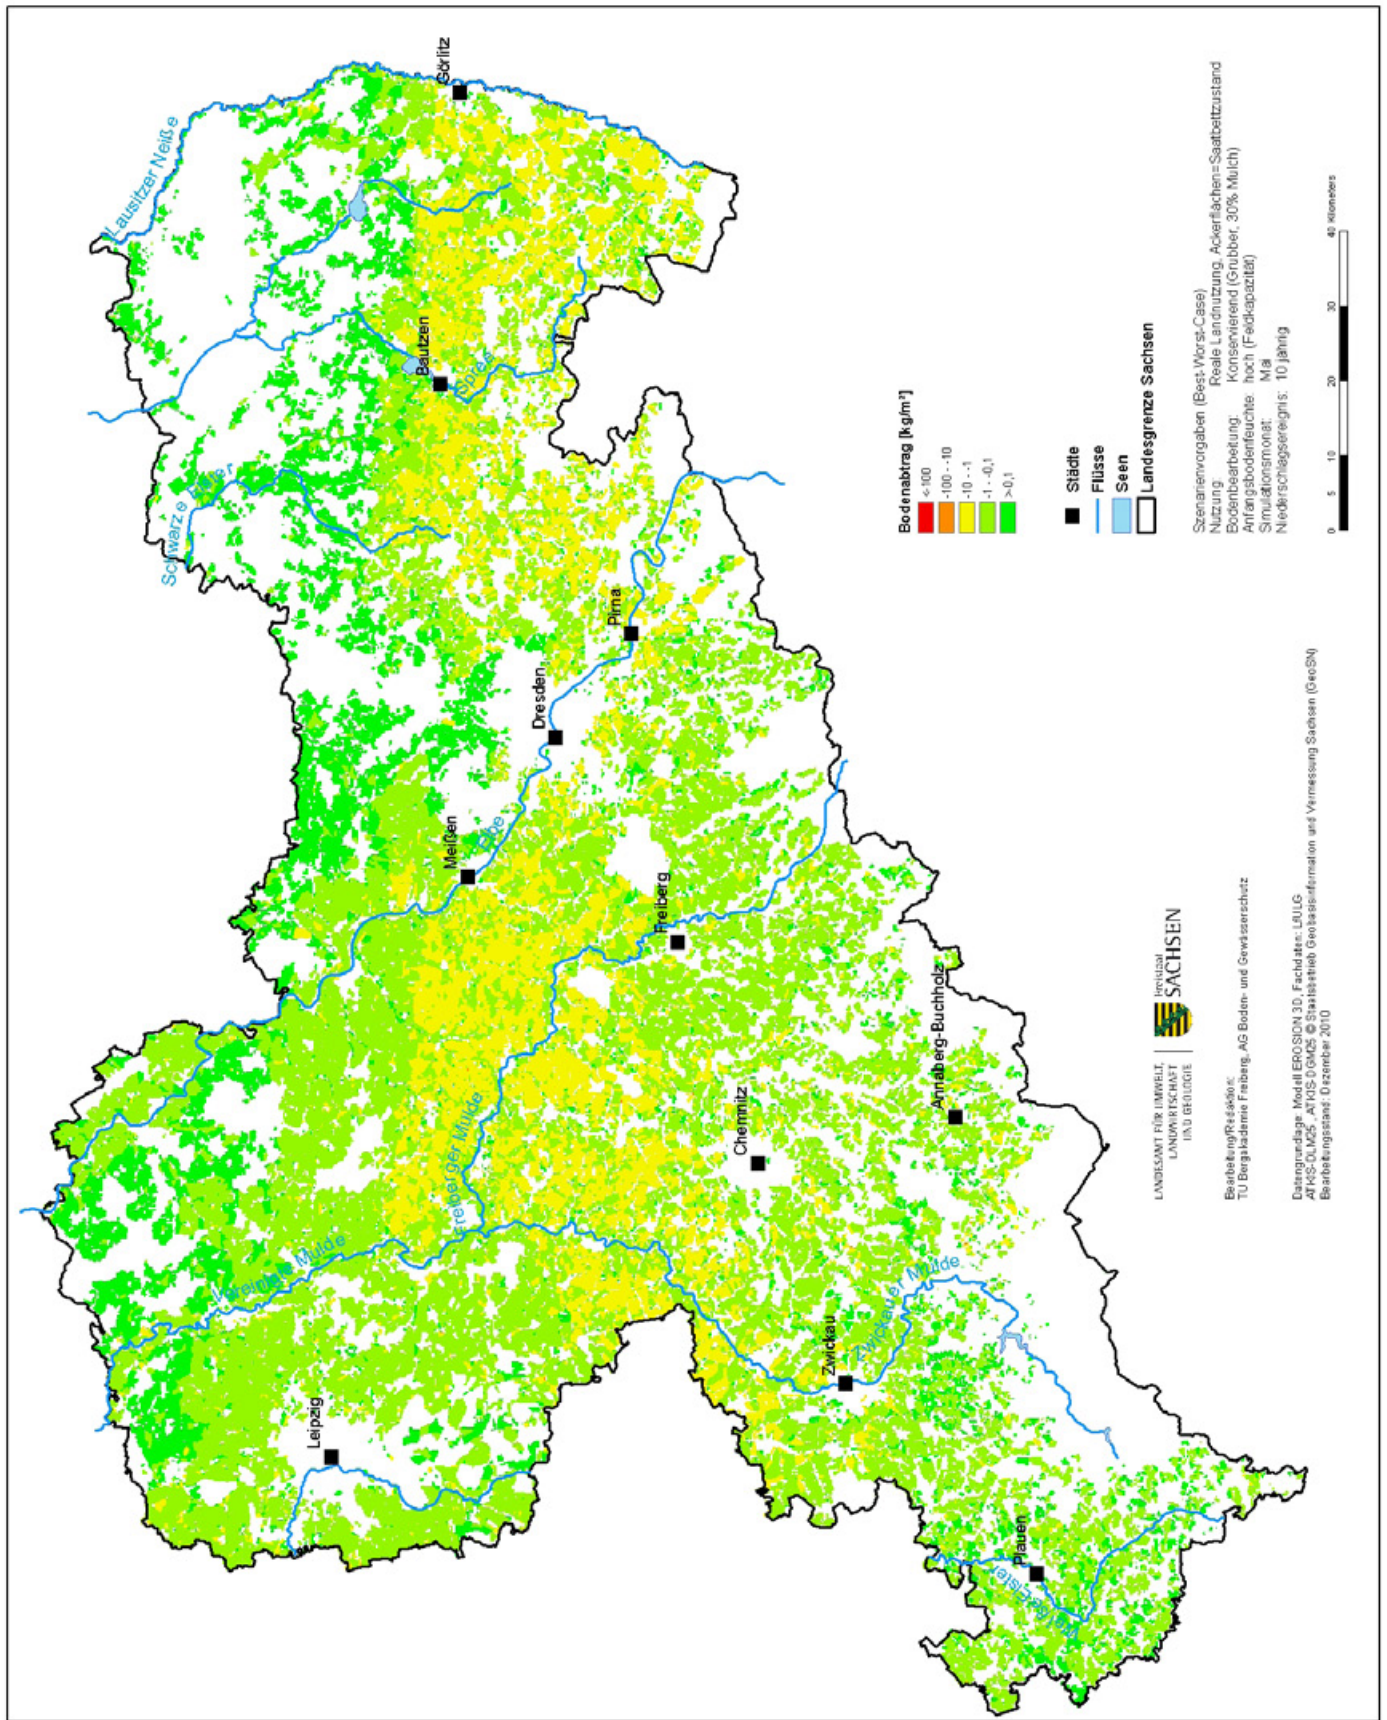 Lausitzer Neiße
Görlitz
Schwarze Elster
Bautzen
Spree
Pirna
Dresden
Meißen
Elbe
Freiberg
Freiberger Mulde
Vereinigte Mulde
Chemnitz
Annaberg-Buchholz
Leipzig
Zwickau
Zwickauer Mulde
Plauen
Weiße Elster
Bodenabtrag [kg/m²]
<-100
-100 - -10
-10 - -1
-1 - -0,1
>-0,1
Städte
Flüsse
Seen
Landesgrenze Sachsen
Szenarienvorgaben (Best-Worst-Case)
Nutzung: Reale Landnutzung, Ackerflächen=Saatbettzustand
Bodenbearbeitung: Konservierend (Grubber, 30% Mulch)
Anfangsbodenfeuchte: hoch (Feldkapazität)
Simulationsmonat: Mai
Niederschlagsereignis: 10 jährig
0 5 10 20 30 40 Kilometers
LANDESAMT FÜR UMWELT,
LANDWIRTSCHAFT
UND GEOLOGIE
Freistaat
SACHSEN
Bearbeitung/Redaktion:
TU Bergakademie Freiberg, AG Boden- und Gewässerschutz
Datengrundlage: Modell EROSION 3D, Fachdaten: LfULG
ATKIS-DLM25, ATKIS-DGM25 © Staatsbetrieb Geobasisinformation und Vermessung Sachsen (GeoSN)
Bearbeitungsstand: Dezember 2010